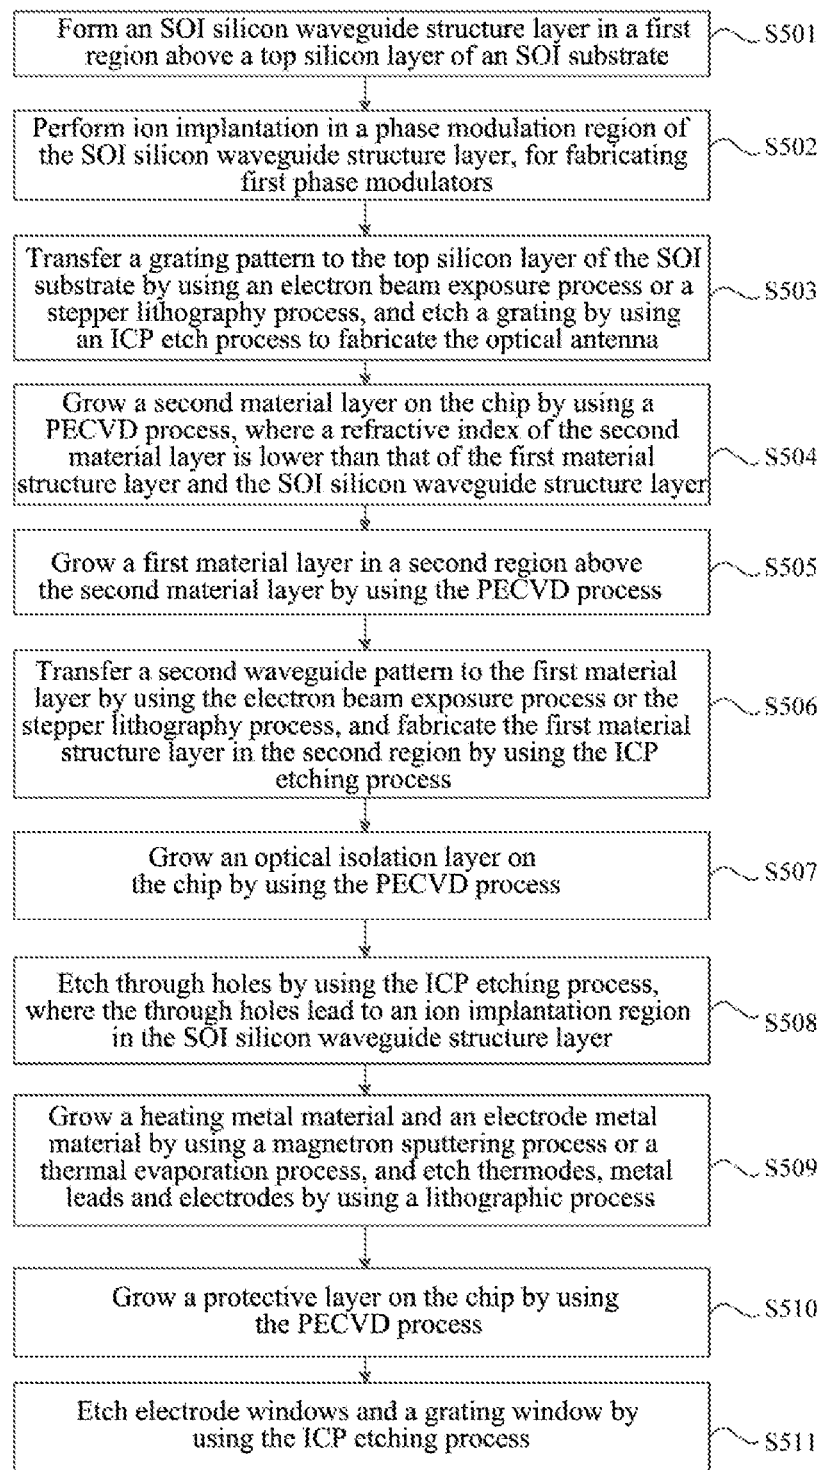 Form an SOI silicon waveguide structure layer in a first
region above a top silicon layer of an SOI substrate
S501
Perform ion implantation in a phase modulation region of
the SOI silicon waveguide structure layer, for fabricating
first phase modulators
S502
Transfer a grating pattern to the top silicon layer of the SOI
substrate by using an electron beam exposure process or a
stepper lithography process, and etch a grating by using
an ICP etch process to fabricate the optical antenna
S503
Grow a second material layer on the chip by using a
PECVD process, where a refractive index of the second
material layer is lower than that of the first material
structure layer and the SOI silicon waveguide structure layer
S504
Grow a first material layer in a second region above
the second material layer by using the PECVD process
S505
Transfer a second waveguide pattern to the first material
layer by using the electron beam exposure process or the
stepper lithography process, and fabricate the first material
structure layer in the second region by using the ICP
etching process
S506
Grow an optical isolation layer on
the chip by using the PECVD process
S507
Etch through holes by using the ICP etching process,
where the through holes lead to an ion implantation region
in the SOI silicon waveguide structure layer
S508
Grow a heating metal material and an electrode metal
material by using a magnetron sputtering process or a
thermal evaporation process, and etch thermodes, metal
leads and electrodes by using a lithographic process
S509
Grow a protective layer on the chip by using
the PECVD process
S510
Etch electrode windows and a grating window by
using the ICP etching process
S511